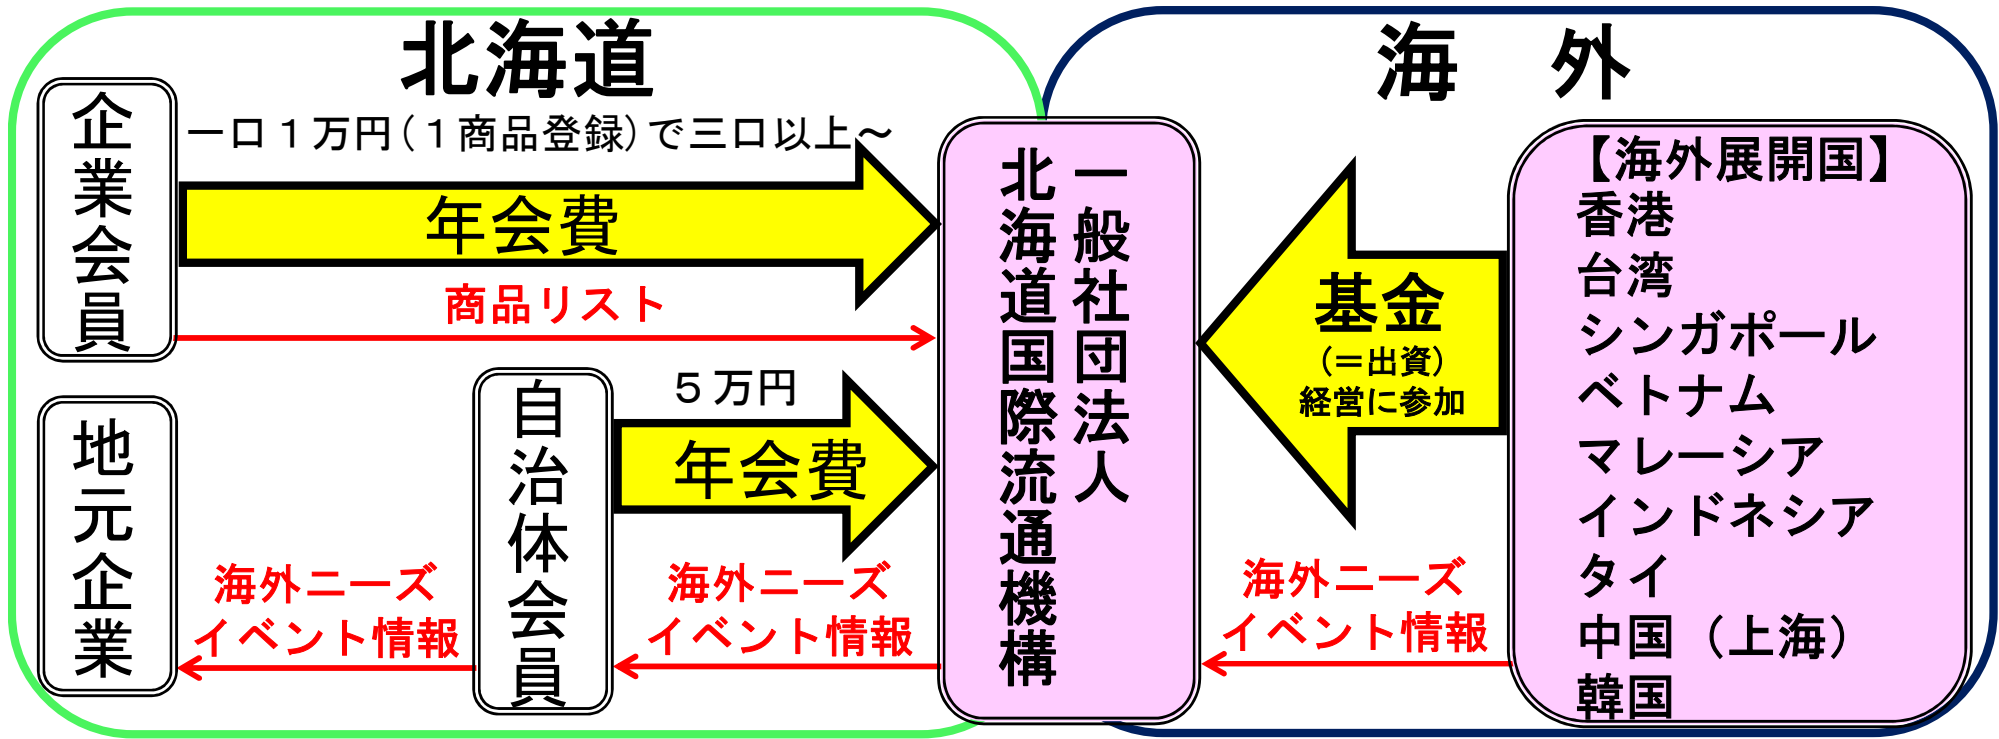 北海道
海　外
企業会員
一口１万円(１商品登録)で三口以上～
年会費
商品リスト
地元企業
自治体会員
５万円
年会費
海外ニーズ
イベント情報
海外ニーズ
イベント情報
一般社団法人
北海道国際流通機構
基金
(＝出資)
経営に参加
海外ニーズ
イベント情報
【海外展開国】
香港
台湾
シンガポール
ベトナム
マレーシア
インドネシア
タイ
中国（上海）
韓国